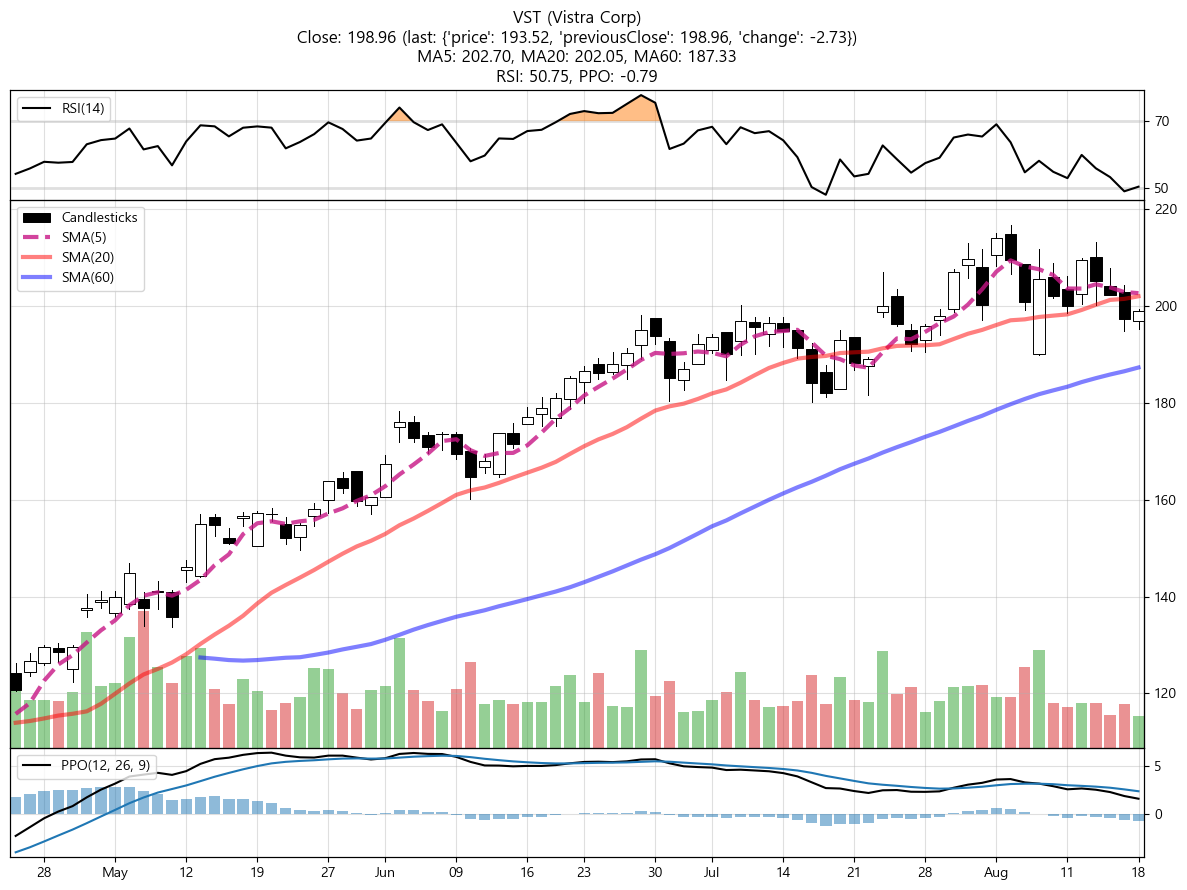 VST (Vistra Corp)
Close: 198.96 (last: {'price': 193.52, 'previousClose': 198.96, 'change': -2.73})
MA5: 202.70, MA20: 202.05, MA60: 187.33
RSI: 50.75, PPO: -0.79
RSI(14)
70
50
Candlesticks
SMA(5)
SMA(20)
SMA(60)
220
200
180
160
140
120
PPO(12, 26, 9)
5
0
28 May 12 19 27 Jun 09 16 23 30 Jul 14 21 28 Aug 11 18